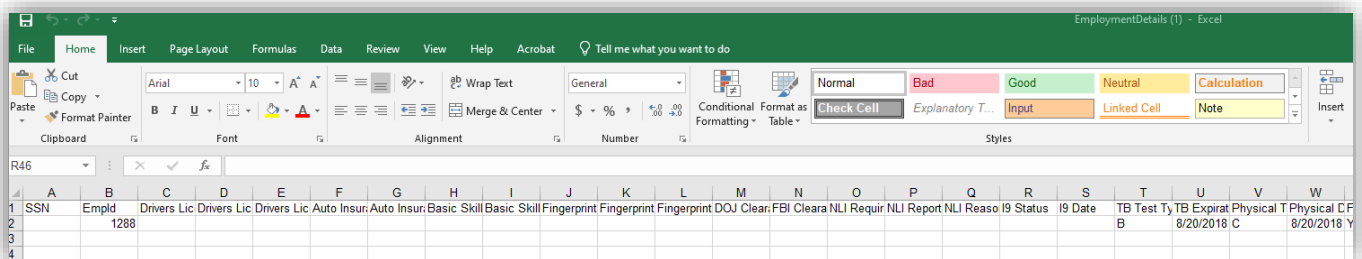 EmploymentDetails (1) - Excel
File Home Insert Page Layout Formulas Data Review View Help Acrobat Tell me what you want to do
Cut
Copy
Format Painter
Paste
Clipboard
Arial 10 A A
B I U A
Font
ab Wrap Text
Merge & Center
Alignment
General
$ % , .00 .0 .00
Number
Conditional Formatting
Format as Table
Normal Bad Good Neutral Calculation
Check Cell Explanatory T... Input Linked Cell Note
Styles
Insert
R46 fx
A B C D E F G H I J K L M N O P Q R S T U V W
1 SSN EmpId Drivers Lic Drivers Lic Drivers Lic Auto Insur Auto Insur Basic Skill Basic Skill Fingerprint Fingerprint Fingerprint DOJ Clear FBI Cleara NLI Requir NLI Report NLI Reaso I9 Status I9 Date TB Test Ty TB Expirat Physical T Physical D F
2 1288 B 8/20/2018 C 8/20/2018 Y
3
4